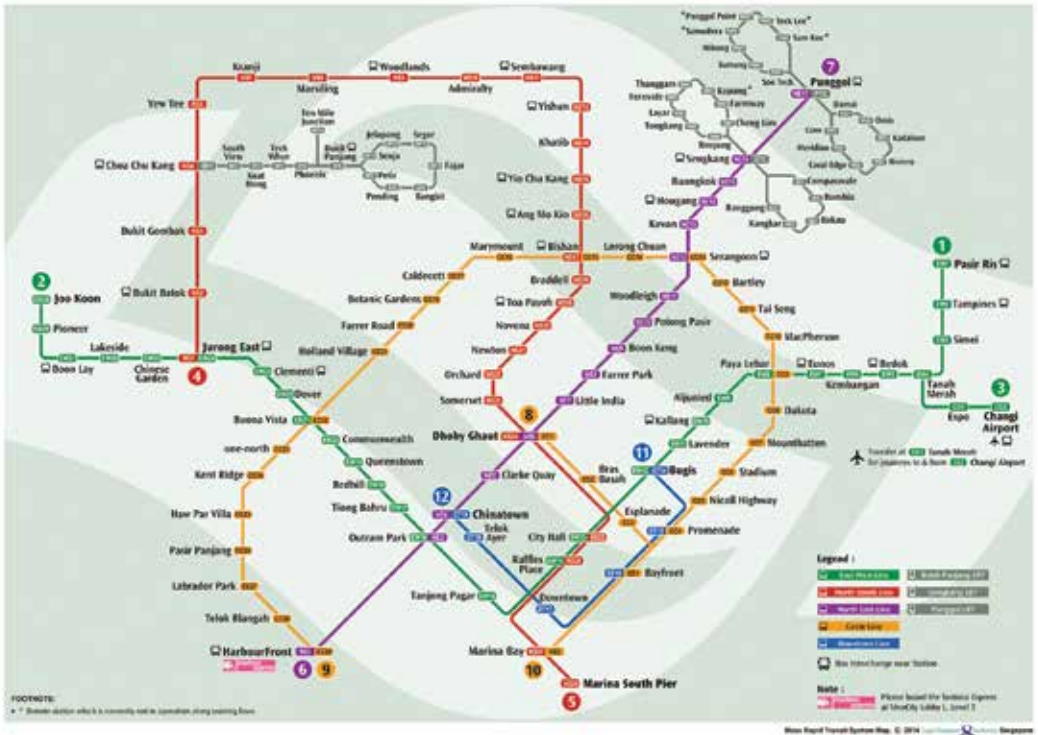 *Punggol Point
Teck Lee*
*Samudera
Sam Kee*
Nibong
Sumang
Soo Teck
Punggol
7
Kranji
Woodlands
Sembawang
Marsiling
Admiralty
Yew Tee
Yishun
Ten Mile
Junction
Khatib
Thanggam
Kupang*
Fernvale
Farmway
Layar
Cheng Lim
Tongkang
Renjong
Damai
Oasis
Cove
Kadaloor
Meridian
Coral Edge
Riviera
Choa Chu Kang
South
View
Keat
Hong
Teck
Whye
Phoenix
Bukit
Panjang
Jelapang
Segar
Senja
Fajar
Petir
Pending
Bangkit
Yio Chu Kang
Sengkang
Buangkok
Compassvale
Rumbia
Ranggung
Bakau
Kangkar
Hougang
Ang Mo Kio
Kovan
Bukit Gombak
Marymount
Bishan
Lorong Chuan
Serangoon
1
Pasir Ris
2
Joo Koon
Caldecott
Braddell
Bartley
Bukit Batok
Botanic Gardens
Toa Payoh
Woodleigh
Tai Seng
Tampines
Pioneer
Farrer Road
Novena
Potong Pasir
MacPherson
Simei
Lakeside
Jurong East
Holland Village
Newton
Boon Keng
Paya Lebar
Eunos
Bedok
Boon Lay
Chinese
Garden
4
Clementi
Orchard
Farrer Park
Kembangan
Tanah
Merah
3
Dover
Somerset
Little India
Aljunied
Dakota
Expo
Changi
Airport
Buona Vista
8
Kallang
Commonwealth
Dhoby Ghaut
Lavender
Mountbatten
one-north
Queenstown
11
Transfer at Tanah Merah
for journeys to & from Changi Airport
Kent Ridge
Redhill
12
Clarke Quay
Bras
Basah
Bugis
Stadium
Haw Par Villa
Tiong Bahru
Chinatown
Esplanade
Nicoll Highway
Telok
Ayer
City Hall
Promenade
Pasir Panjang
Outram Park
Raffles
Place
Bayfront
Labrador Park
Tanjong Pagar
Downtown
Telok Blangah
HarbourFront
6
9
Marina Bay
10
5
Marina South Pier
Legend :
East West Line
Bukit Panjang LRT
North South Line
Sengkang LRT
North East Line
Punggol LRT
Circle Line
Downtown Line
Bus Interchange near Station
Note :
Please board the Sentosa Express
at VivoCity Lobby L, Level 3
FOOTNOTE:
Mass Rapid Transit System Map. © 2014 Singapore